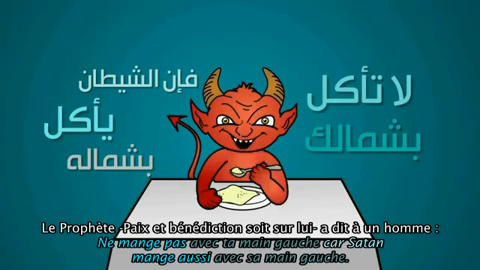 لا تأكل
بشمالك
فإن الشيطان
يأكل
بشماله
Le Prophète -Paix et bénédiction soit sur lui- a dit à un homme :
Ne mange pas avec ta main gauche car Satan
mange aussi avec sa main gauche.